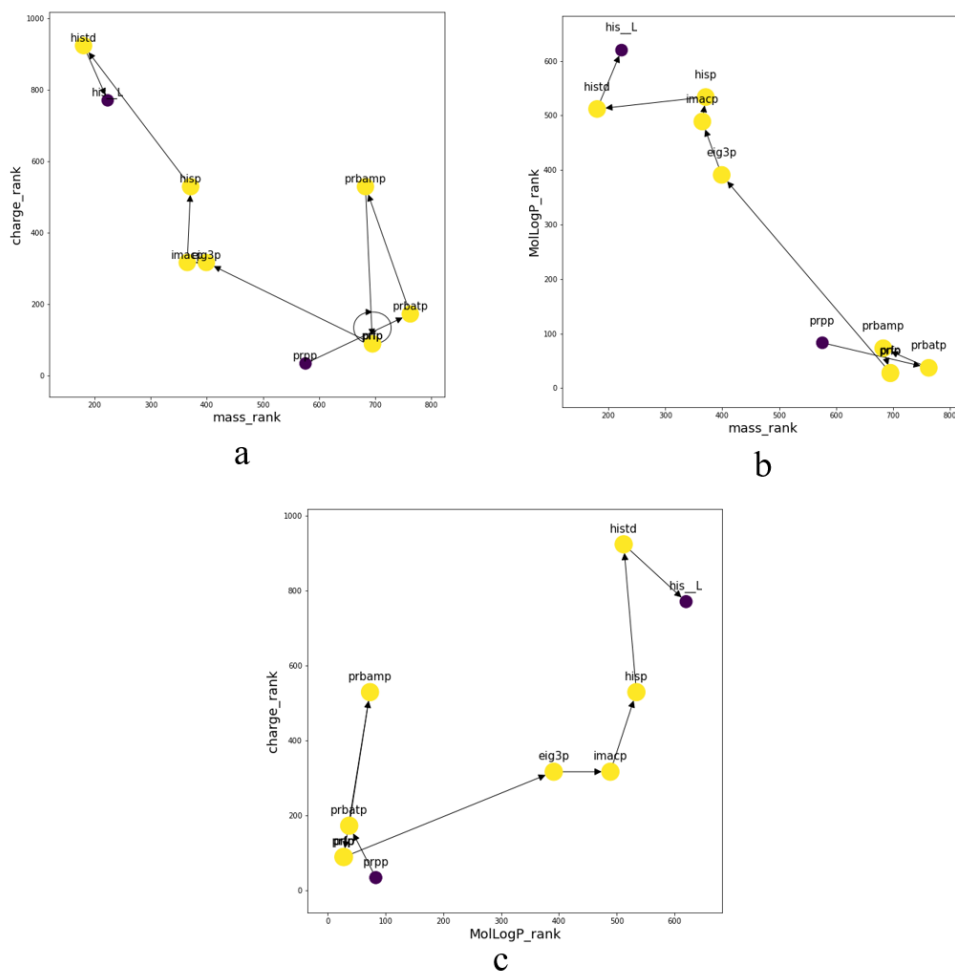 1000
800
600
400
200
0
charge_rank
histd
his__L
hisp
prbamp
eig3p
prbatp
prpp
200 300 400 500 600 700 800
mass_rank
a
600
500
400
300
200
100
0
MolLogP_rank
his__L
histd
hisp
imacp
eig3p
prpp
prbamp
prbatp
200 300 400 500 600 700 800
mass_rank
b
1000
800
600
400
200
0
charge_rank
histd
his__L
prbamp
hisp
eig3p imacp
prbatp
prpp
0 100 200 300 400 500 600
MolLogP_rank
c